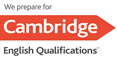 We prepare for
Cambridge
English Qualifications